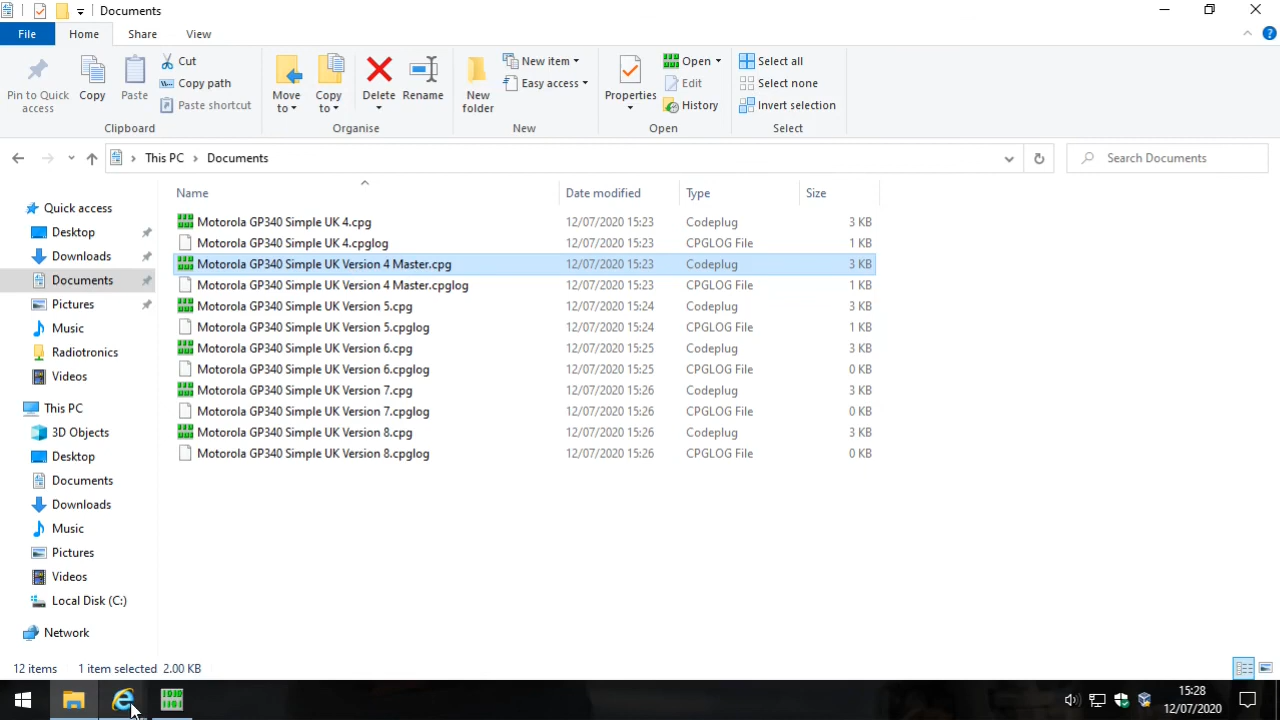 Documents
File Home Share View
Pin to Quick access
Copy
Paste
Cut
Copy path
Paste shortcut
Clipboard
Move to
Copy to
Delete
Rename
Organise
New folder
New item
Easy access
New
Properties
Open
Edit
History
Open
Select all
Select none
Invert selection
Select
This PC > Documents
Search Documents
Name Date modified Type Size
Quick access
Desktop
Downloads
Documents
Pictures
Music
Radiotronics
Videos
This PC
3D Objects
Desktop
Documents
Downloads
Music
Pictures
Videos
Local Disk (C:)
Network
Motorola GP340 Simple UK 4.cpg 12/07/2020 15:23 Codeplug 3 KB
Motorola GP340 Simple UK 4.cpglog 12/07/2020 15:23 CPGLOG File 1 KB
Motorola GP340 Simple UK Version 4 Master.cpg 12/07/2020 15:23 Codeplug 3 KB
Motorola GP340 Simple UK Version 4 Master.cpglog 12/07/2020 15:23 CPGLOG File 1 KB
Motorola GP340 Simple UK Version 5.cpg 12/07/2020 15:24 Codeplug 3 KB
Motorola GP340 Simple UK Version 5.cpglog 12/07/2020 15:24 CPGLOG File 1 KB
Motorola GP340 Simple UK Version 6.cpg 12/07/2020 15:25 Codeplug 3 KB
Motorola GP340 Simple UK Version 6.cpglog 12/07/2020 15:25 CPGLOG File 0 KB
Motorola GP340 Simple UK Version 7.cpg 12/07/2020 15:26 Codeplug 3 KB
Motorola GP340 Simple UK Version 7.cpglog 12/07/2020 15:26 CPGLOG File 0 KB
Motorola GP340 Simple UK Version 8.cpg 12/07/2020 15:26 Codeplug 3 KB
Motorola GP340 Simple UK Version 8.cpglog 12/07/2020 15:26 CPGLOG File 0 KB
12 items 1 item selected 2.00 KB
15:28
12/07/2020